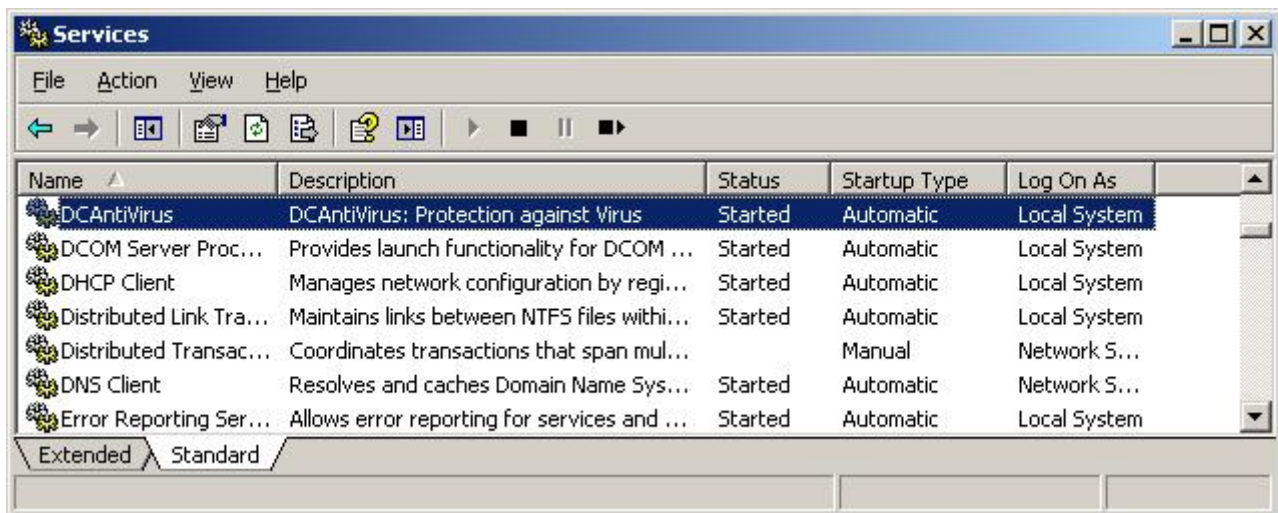 Services
File Action View Help
Name Description Status Startup Type Log On As
DCAntiVirus DCAntiVirus: Protection against Virus Started Automatic Local System
DCOM Server Proc... Provides launch functionality for DCOM ... Started Automatic Local System
DHCP Client Manages network configuration by regi... Started Automatic Local System
Distributed Link Tra... Maintains links between NTFS files withi... Started Automatic Local System
Distributed Transac... Coordinates transactions that span mul... Manual Network S...
DNS Client Resolves and caches Domain Name Sys... Started Automatic Network S...
Error Reporting Ser... Allows error reporting for services and ... Started Automatic Local System
Extended Standard